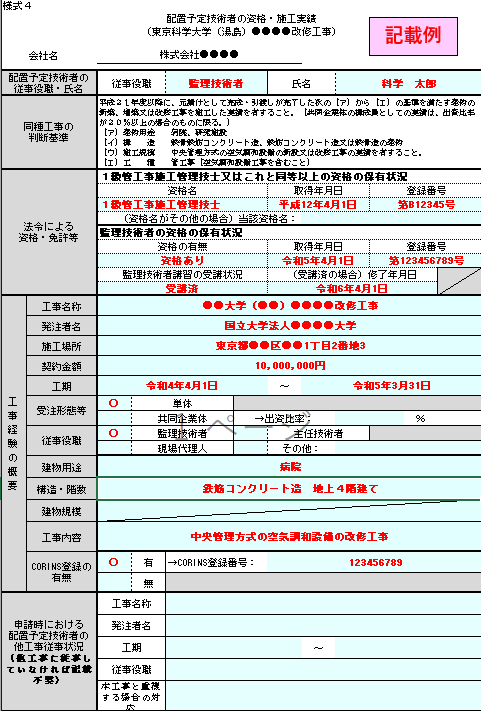 様式４
配置予定技術者の資格・施工実績
（東京科学大学（湯島）●●●●改修工事）
記載例
会社名　株式会社●●●●
配置予定技術者の従事役職・氏名　従事役職　監理技術者　氏名　科学　太郎
同種工事の判断基準
平成２１年度以降に、元請けとして完成・引渡しが完了した次の［ア］から［エ］の基準を満たす建物の
新築、増築又は改修工事を施工した実績を有すること。（共同企業体の構成員としての実績は、出資比率
が２０％以上の場合のものに限る。）
［ア］建物用途　病院、研究施設
［イ］構　　造　鉄骨鉄筋コンクリート造、鉄筋コンクリート又は鉄骨造の建物
［ウ］施工規模　中央管理方式の空気調和設備の新設又は改修工事の実績を有すること。
［エ］工　　種　管工事（空気調和設備工事を含むこと）
法令による資格・免許等
１級管工事施工管理技士又はこれと同等以上の資格の保有状況
資格名　取得年月日　登録番号
１級管工事施工管理技士　平成12年4月1日　第B12345号
（資格名がその他の場合）当該資格名：
監理技術者の資格の保有状況
資格の有無　取得年月日　登録番号
資格あり　令和5年4月1日　第123456789号
監理技術者講習の受講状況　（受講済の場合）修了年月日
受講済　令和6年4月1日
工事経験の概要
工事名称　●●大学（●●）●●●●改修工事
発注者名　国立大学法人●●●●大学
施工場所　東京都●●区●●1丁目2番地3
契約金額　10,000,000円
工期　令和4年4月1日　～　令和5年3月31日
受注形態等　○　単体
共同企業体　→出資比率　％
従事役職　○　監理技術者　主任技術者
現場代理人　その他：
建物用途　病院
構造・階数　鉄筋コンクリート造　地上４階建て
建物規模
工事内容　中央管理方式の空気調和設備の改修工事
CORINS登録の有無　○　有　→CORINS登録番号：　123456789
無
申請時における配置予定技術者の他工事従事状況
（他工事に従事していなければ記載不要）
工事名称
発注者名
工期　～
従事役職
本工事と重複する場合の対応